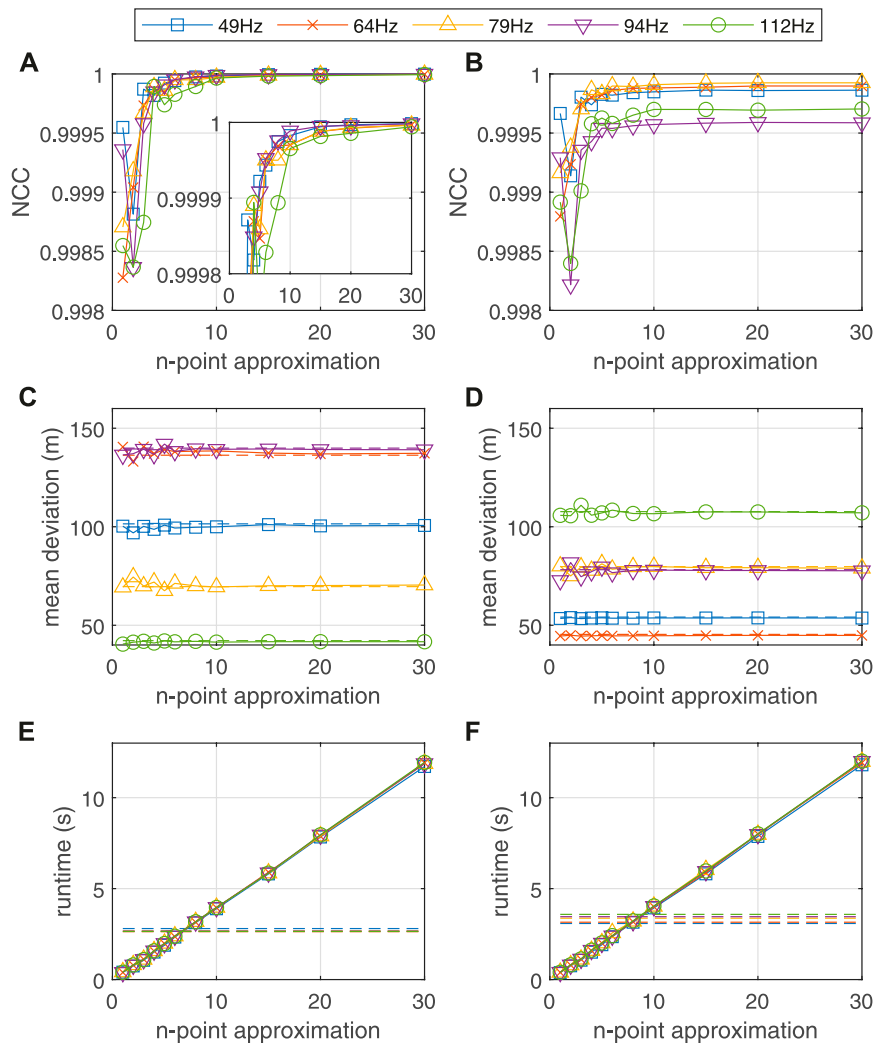 49Hz 64Hz 79Hz 94Hz 112Hz
A
1
0.9995
0.999
0.9985
0.998
NCC
0 10 20 30
n-point approximation
1
0.9999
0.9998
0 10 20 30
B
1
0.9995
0.999
0.9985
0.998
NCC
0 10 20 30
n-point approximation
C
150
100
50
mean deviation (m)
0 10 20 30
n-point approximation
D
150
100
50
mean deviation (m)
0 10 20 30
n-point approximation
E
10
5
0
runtime (s)
0 10 20 30
n-point approximation
F
10
5
0
runtime (s)
0 10 20 30
n-point approximation